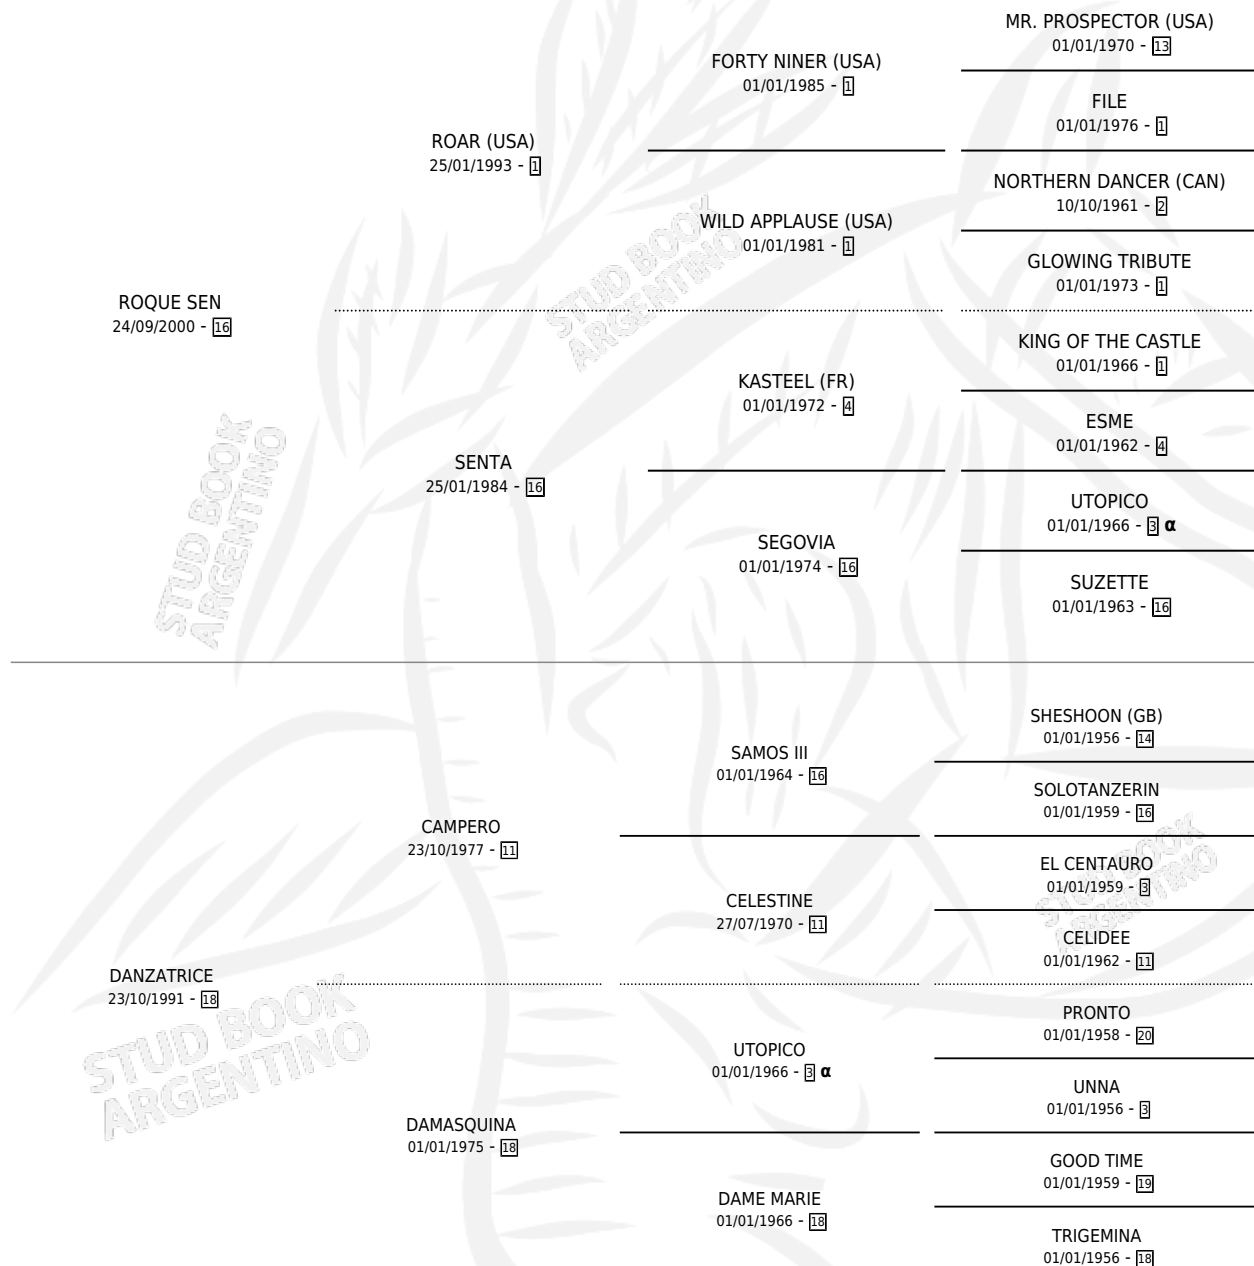 MR. PROSPECTOR (USA)
01/01/1970 - 13
FORTY NINER (USA)
01/01/1985 - 1
FILE
01/01/1976 - 1
ROAR (USA)
25/01/1993 - 1
NORTHERN DANCER (CAN)
10/10/1961 - 2
WILD APPLAUSE (USA)
01/01/1981 - 1
GLOWING TRIBUTE
01/01/1973 - 1
ROQUE SEN
24/09/2000 - 16
KING OF THE CASTLE
01/01/1966 - 1
KASTEEL (FR)
01/01/1972 - 4
ESME
01/01/1962 - 4
SENTA
25/01/1984 - 16
UTOPICO
01/01/1966 - 3 α
SEGOVIA
01/01/1974 - 16
SUZETTE
01/01/1963 - 16
SHESHOON (GB)
01/01/1956 - 14
SAMOS III
01/01/1964 - 16
SOLOTANZERIN
01/01/1959 - 16
CAMPERO
23/10/1977 - 11
EL CENTAURO
01/01/1959 - 3
CELESTINE
27/07/1970 - 11
CELIDEE
01/01/1962 - 11
DANZATRICE
23/10/1991 - 18
PRONTO
01/01/1958 - 20
UTOPICO
01/01/1966 - 3 α
UNNA
01/01/1956 - 3
DAMASQUINA
01/01/1975 - 18
GOOD TIME
01/01/1959 - 19
DAME MARIE
01/01/1966 - 18
TRIGEMINA
01/01/1956 - 18
STUD BOOK
ARGENTINO
STUD BOOK
ARGENTINO
STUD BOOK
ARGENTINO
STUD BOOK
ARGENTINO